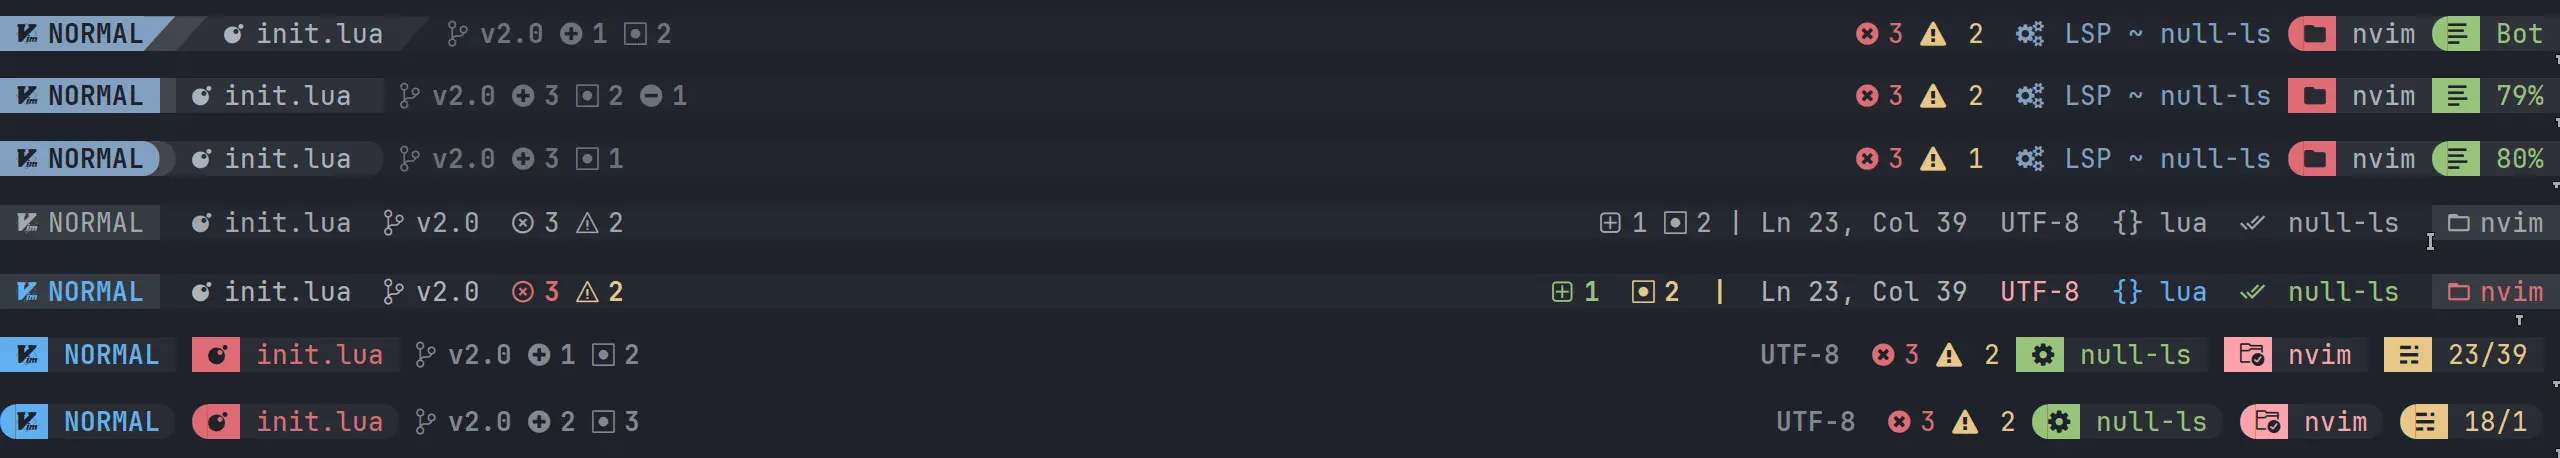 NORMAL init.lua v2.0 1 2 3 2 LSP ~ null-ls nvim Bot
NORMAL init.lua v2.0 3 2 1 3 2 LSP ~ null-ls nvim 79%
NORMAL init.lua v2.0 3 1 3 1 LSP ~ null-ls nvim 80%
NORMAL init.lua v2.0 3 2 1 2 | Ln 23, Col 39 UTF-8 {} lua null-ls nvim
NORMAL init.lua v2.0 3 2 1 2 | Ln 23, Col 39 UTF-8 {} lua null-ls nvim
NORMAL init.lua v2.0 1 2 UTF-8 3 2 null-ls nvim 23/39
NORMAL init.lua v2.0 2 3 UTF-8 3 2 null-ls nvim 18/1